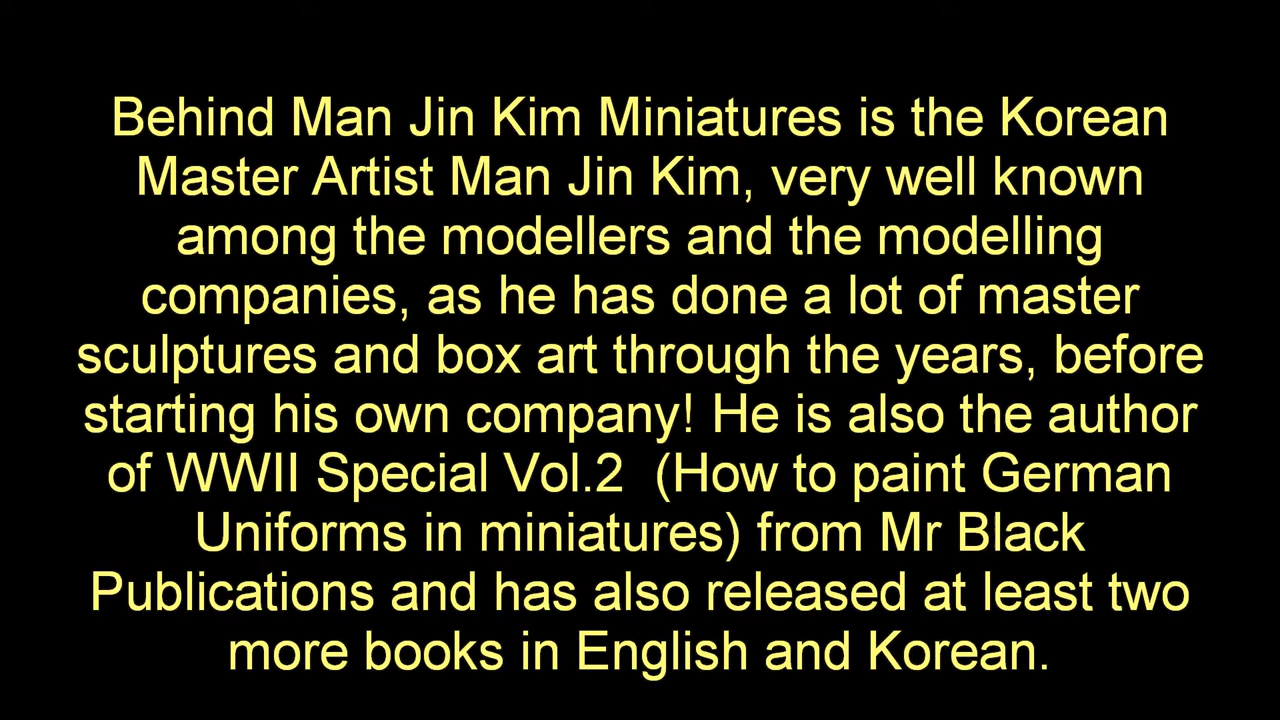 Behind Man Jin Kim Miniatures is the Korean
Master Artist Man Jin Kim, very well known
among the modellers and the modelling
companies, as he has done a lot of master
sculptures and box art through the years, before
starting his own company! He is also the author
of WWII Special Vol.2  (How to paint German
Uniforms in miniatures) from Mr Black
Publications and has also released at least two
more books in English and Korean.